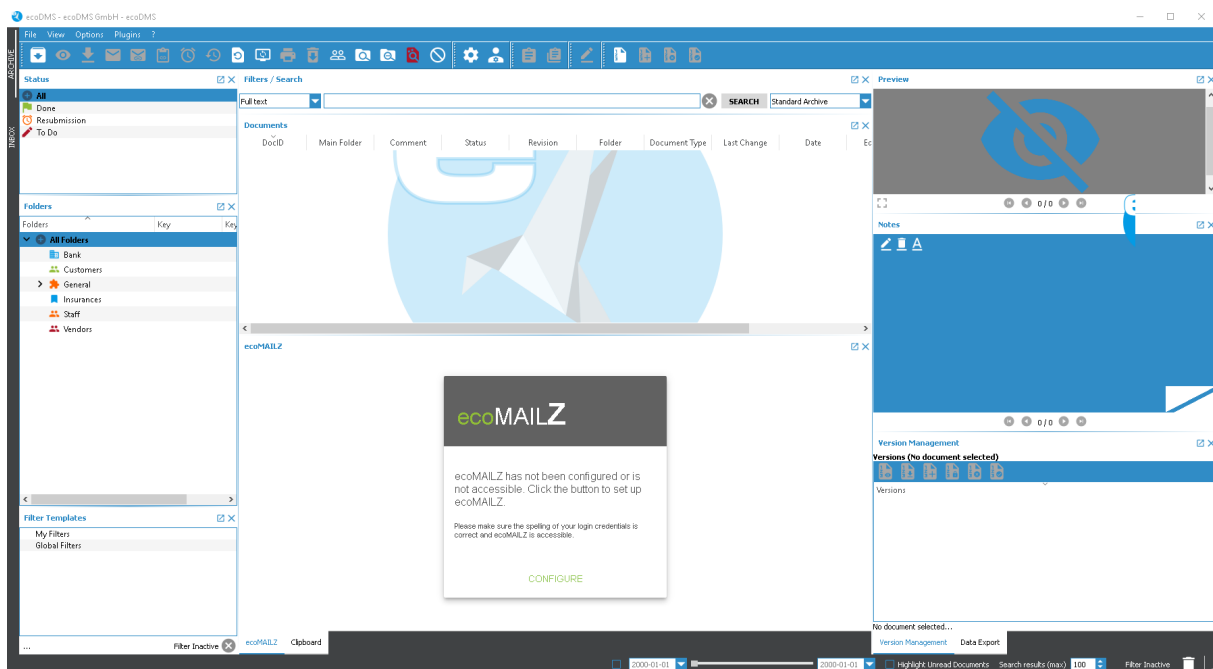 ecoDMS - ecoDMS GmbH - ecoDMS
File View Options Plugins ?
ARCHIVE
INBOX
Status
All
Done
Resubmission
To Do
Folders
Folders Key Key
All Folders
Bank
Customers
General
Insurances
Staff
Vendors
Filter Templates
My Filters
Global Filters
... Filter Inactive
Filters / Search
Full text SEARCH Standard Archive
Documents
DocID Main Folder Comment Status Revision Folder Document Type Last Change Date Ec
ecoMAILZ
ecoMAILZ
ecoMAILZ has not been configured or is
not accessible. Click the button to set up
ecoMAILZ.
Please make sure the spelling of your login credentials is
correct and ecoMAILZ is accessible.
CONFIGURE
ecoMAILZ Clipboard
Preview
0/0
Notes
A
0/0
Version Management
Versions (No document selected)
Versions
No document selected...
Version Management Data Export
2000-01-01 2000-01-01 Highlight Unread Documents Search results (max) 100 Filter Inactive